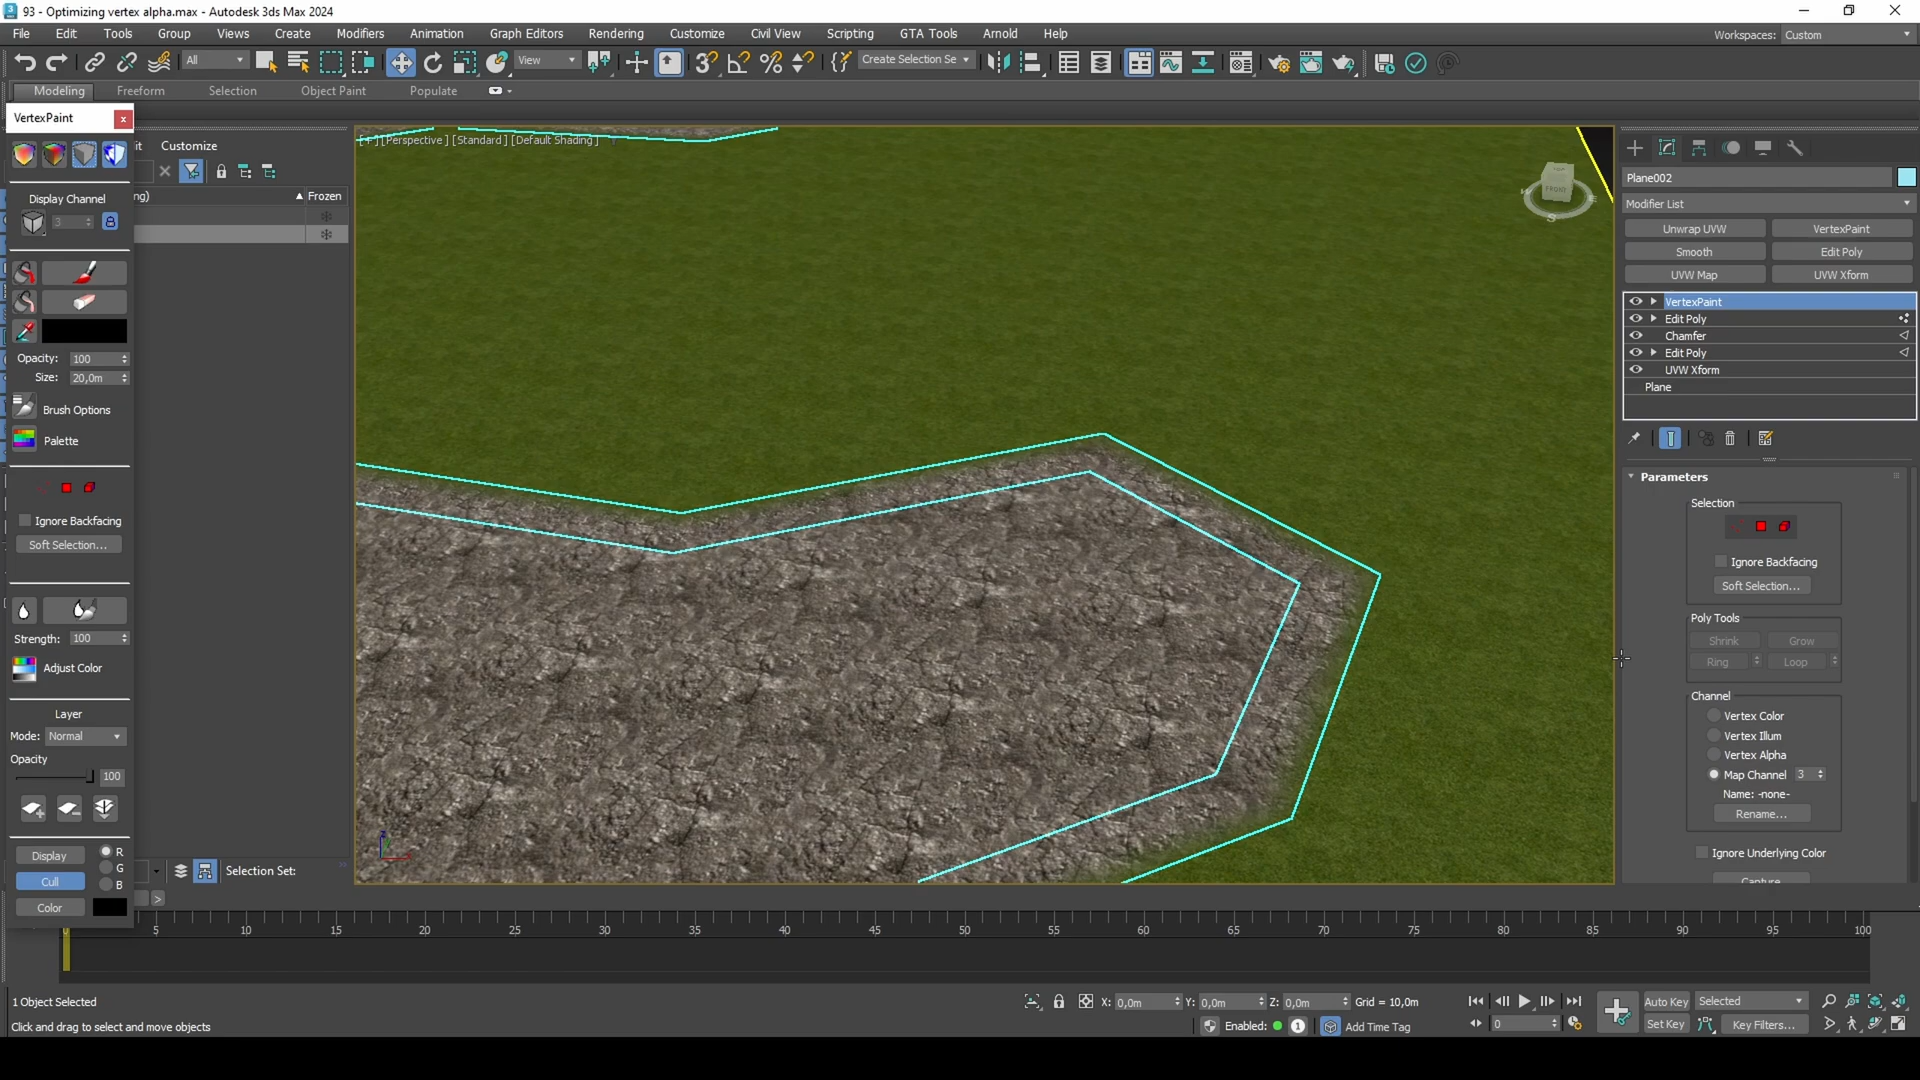 93 - Optimizing vertex alpha.max - Autodesk 3ds Max 2024
File Edit Tools Group Views Create Modifiers Animation Graph Editors Rendering Customize Civil View Scripting GTA Tools Arnold Help
Workspaces: Custom
All
View
Create Selection Se
Modeling Freeform Selection Object Paint Populate
VertexPaint
it Customize
ng) Frozen
Display Channel
3
Opacity: 100
Size: 20,0m
Brush Options
Palette
Ignore Backfacing
Soft Selection...
Strength: 100
Adjust Color
Layer
Mode: Normal
Opacity
100
Display R
G
Cull
B
Color
Selection Set:
[+] [Perspective ] [Standard ] [Default Shading ]
FRONT
S
Plane002
Modifier List
Unwrap UVW VertexPaint
Smooth Edit Poly
UVW Map UVW Xform
VertexPaint
Edit Poly
Chamfer
Edit Poly
UVW Xform
Plane
Parameters
Selection
Ignore Backfacing
Soft Selection...
Poly Tools
Shrink Grow
Ring Loop
Channel
Vertex Color
Vertex Illum
Vertex Alpha
Map Channel 3
Name: -none-
Rename...
Ignore Underlying Color
Capture
>
0 5 10 15 20 25 30 35 40 45 50 55 60 65 70 75 80 85 90 95 100
1 Object Selected
Click and drag to select and move objects
X: 0,0m Y: 0,0m Z: 0,0m Grid = 10,0m
Enabled: 1 Add Time Tag
0
Auto Key Selected
Set Key Key Filters...